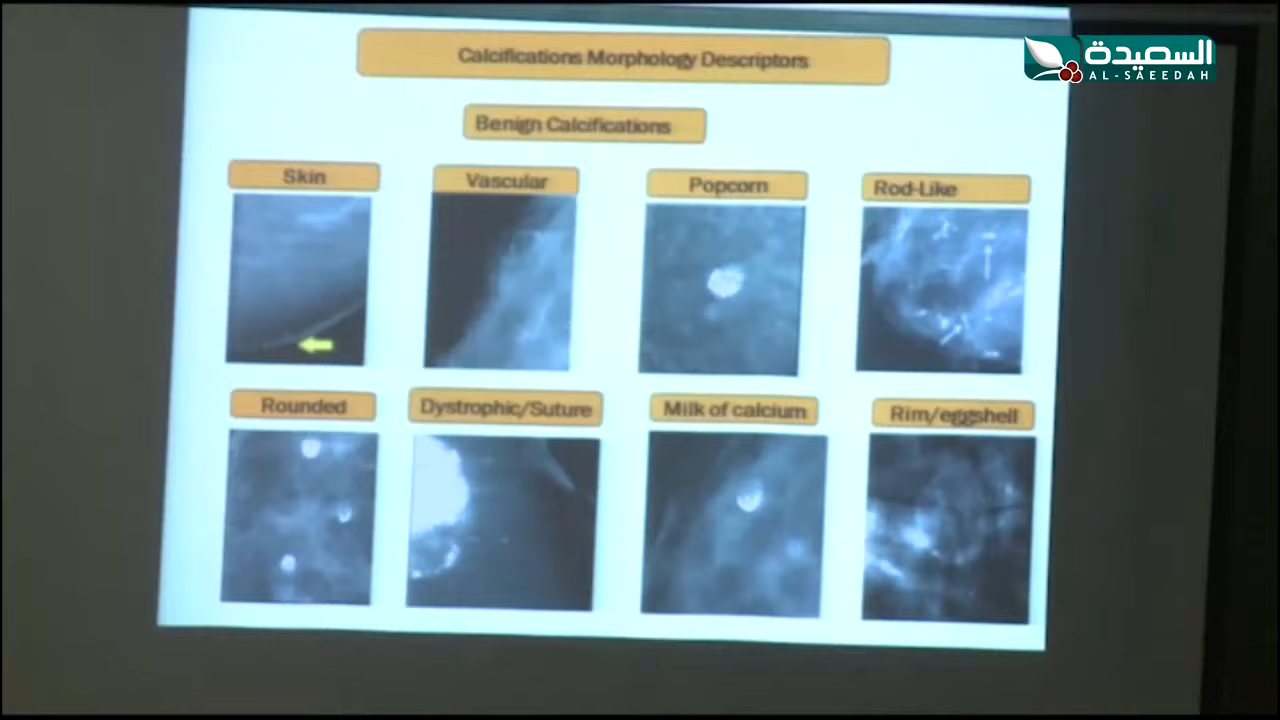 Calcifications Morphology Descriptors
السعيدة
AL-SAEEDAH
Benign Calcifications
Skin
Vascular
Popcorn
Rod-Like
Rounded
Dystrophic/Suture
Milk of calcium
Rim/eggshell